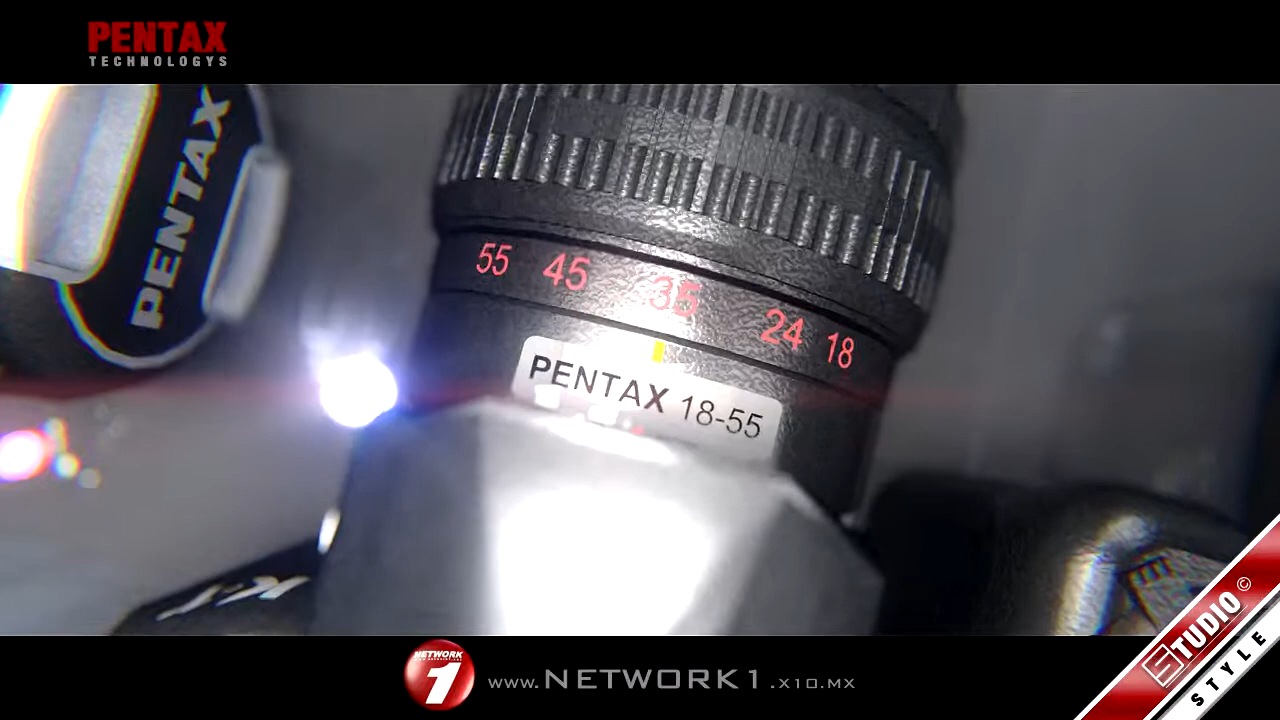 PENTAX
TECHNOLOGYS
PENTAX
55 45 35 24 18
PENTAX 18-55
K-x
NETWORK
1
www.NETWORK1.x10.mx
STUDIO©
STYLE